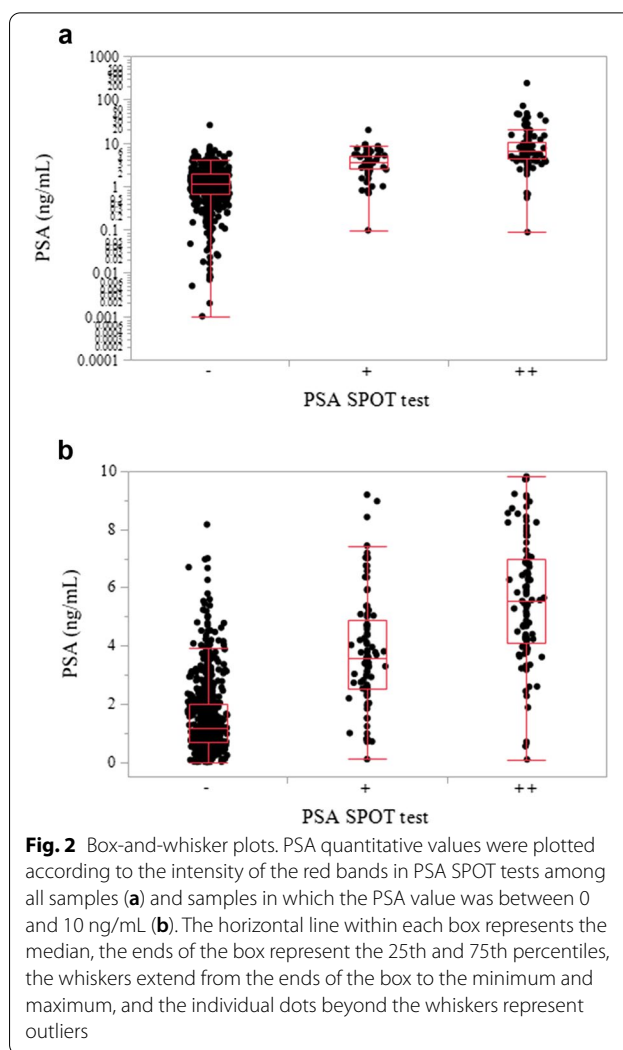 a
1000
100
10
1
0.1
0.01
0.001
0.0001
PSA (ng/mL)
- + ++
PSA SPOT test
b
10
8
6
4
2
0
PSA (ng/mL)
- + ++
PSA SPOT test
Fig. 2 Box-and-whisker plots. PSA quantitative values were plotted
according to the intensity of the red bands in PSA SPOT tests among
all samples (a) and samples in which the PSA value was between 0
and 10 ng/mL (b). The horizontal line within each box represents the
median, the ends of the box represent the 25th and 75th percentiles,
the whiskers extend from the ends of the box to the minimum and
maximum, and the individual dots beyond the whiskers represent
outliers